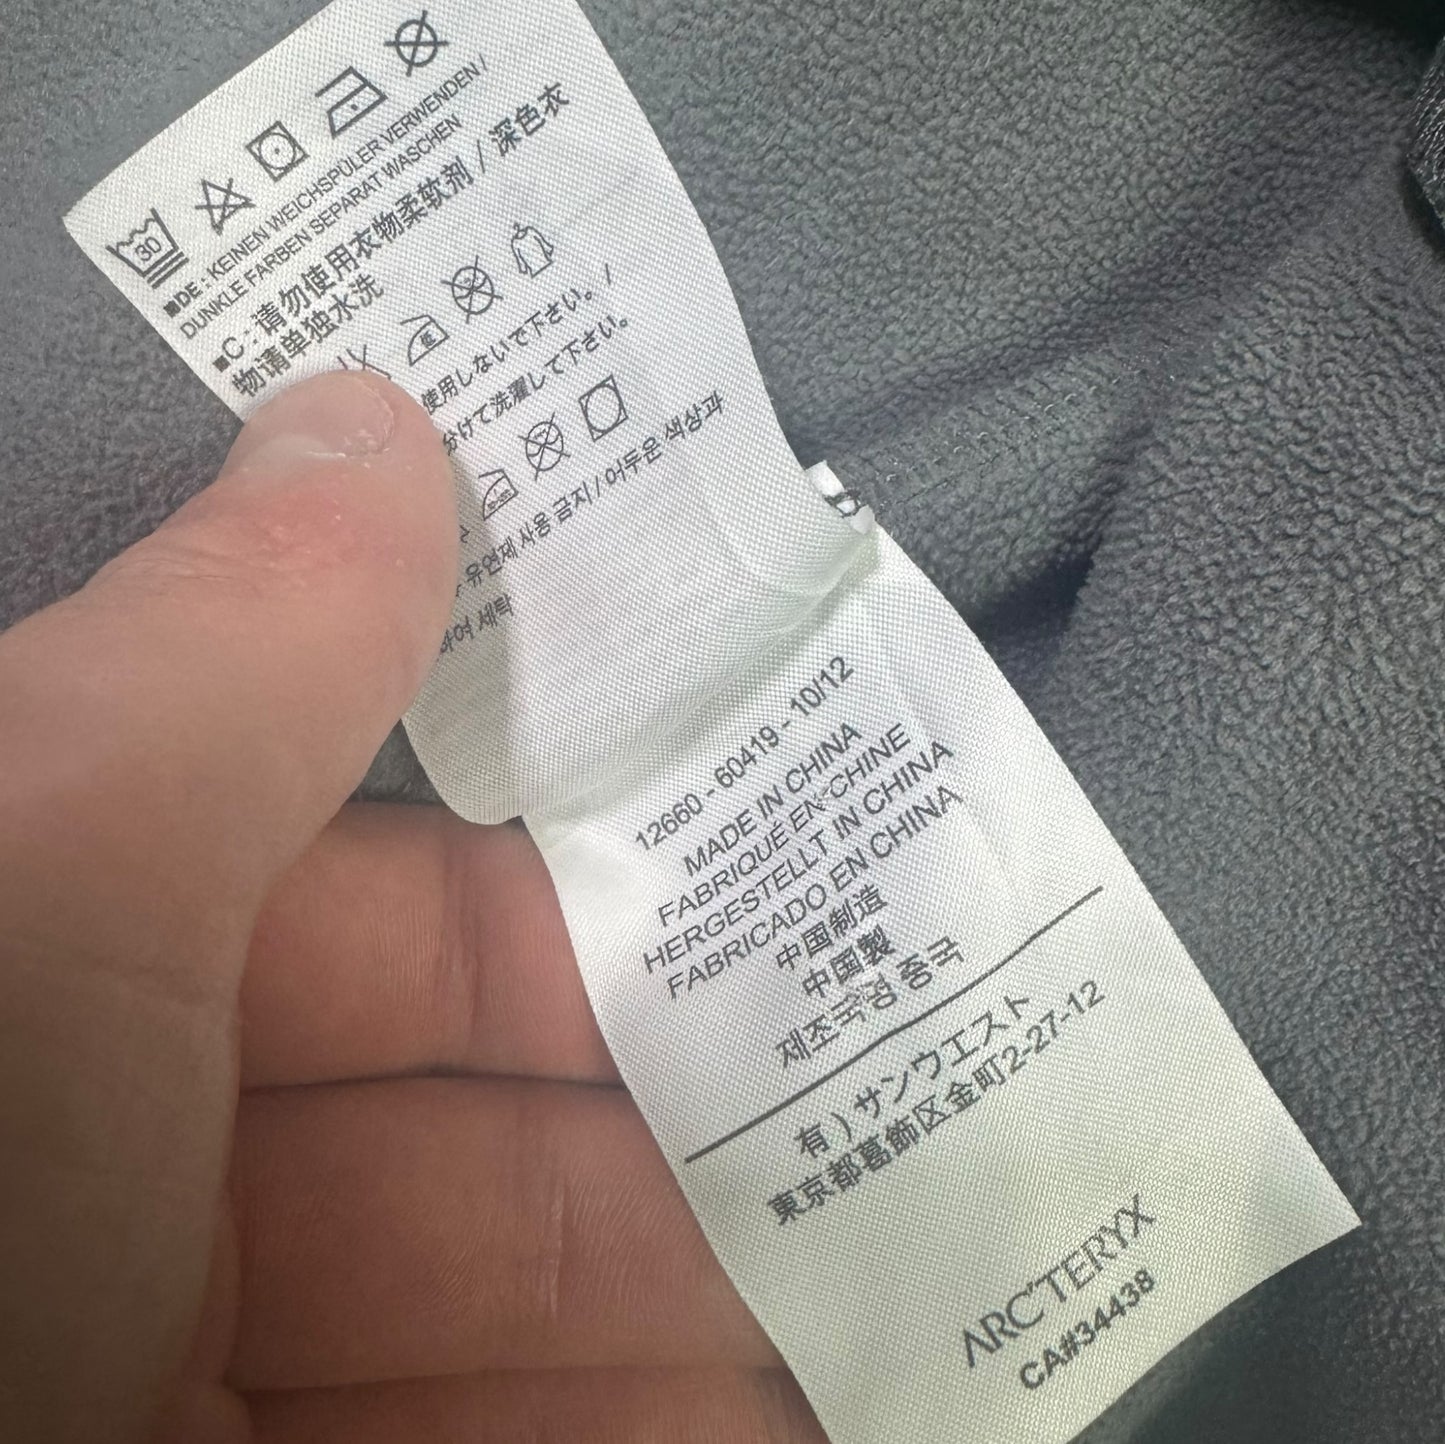 30
■DE : KEINEN WEICHSPÜLER VERWENDEN /
DUNKLE FARBEN SEPARAT WASCHEN
■C : 请勿使用衣物柔软剂 / 深色衣
物请单独水洗
使用しないで下さい。 /
分けて洗濯して下さい。
유연제 사용 금지 / 어두운 색상과
하여 세탁
12660 - 60419 - 10/12
MADE IN CHINA
FABRIQUÉ EN CHINE
HERGESTELLT IN CHINA
FABRICADO EN CHINA
中国制造
中国製
제조국명 중국
有 ) サンウエスト
東京都葛飾区金町2-27-12
ARC'TERYX
CA#34438